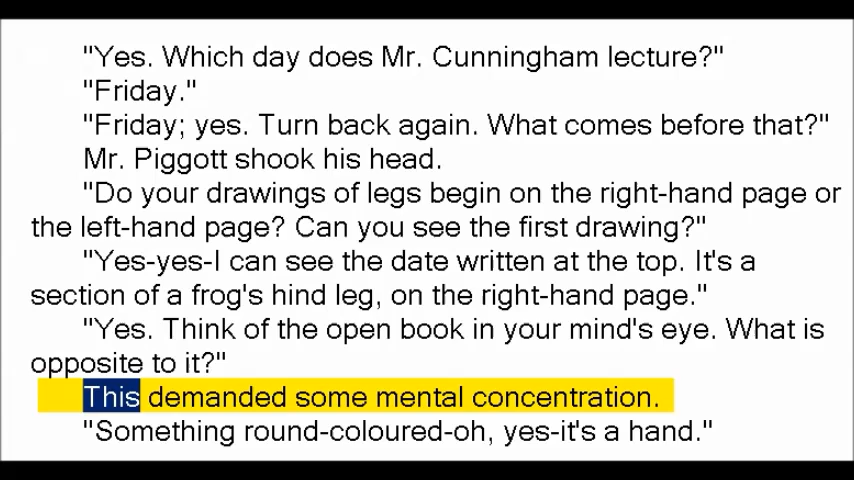 "Yes. Which day does Mr. Cunningham lecture?"
"Friday."
"Friday; yes. Turn back again. What comes before that?"
Mr. Piggott shook his head.
"Do your drawings of legs begin on the right-hand page or
the left-hand page? Can you see the first drawing?"
"Yes-yes-I can see the date written at the top. It's a
section of a frog's hind leg, on the right-hand page."
"Yes. Think of the open book in your mind's eye. What is
opposite to it?"
This demanded some mental concentration.
"Something round-coloured-oh, yes-it's a hand."